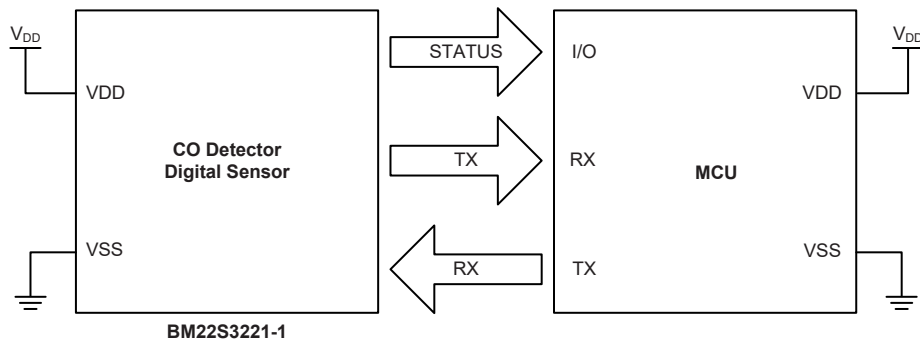 VDD
STATUS
I/O
VDD
VDD
VDD
CO Detector
Digital Sensor
TX
RX
MCU
VSS
RX
TX
VSS
BM22S3221-1